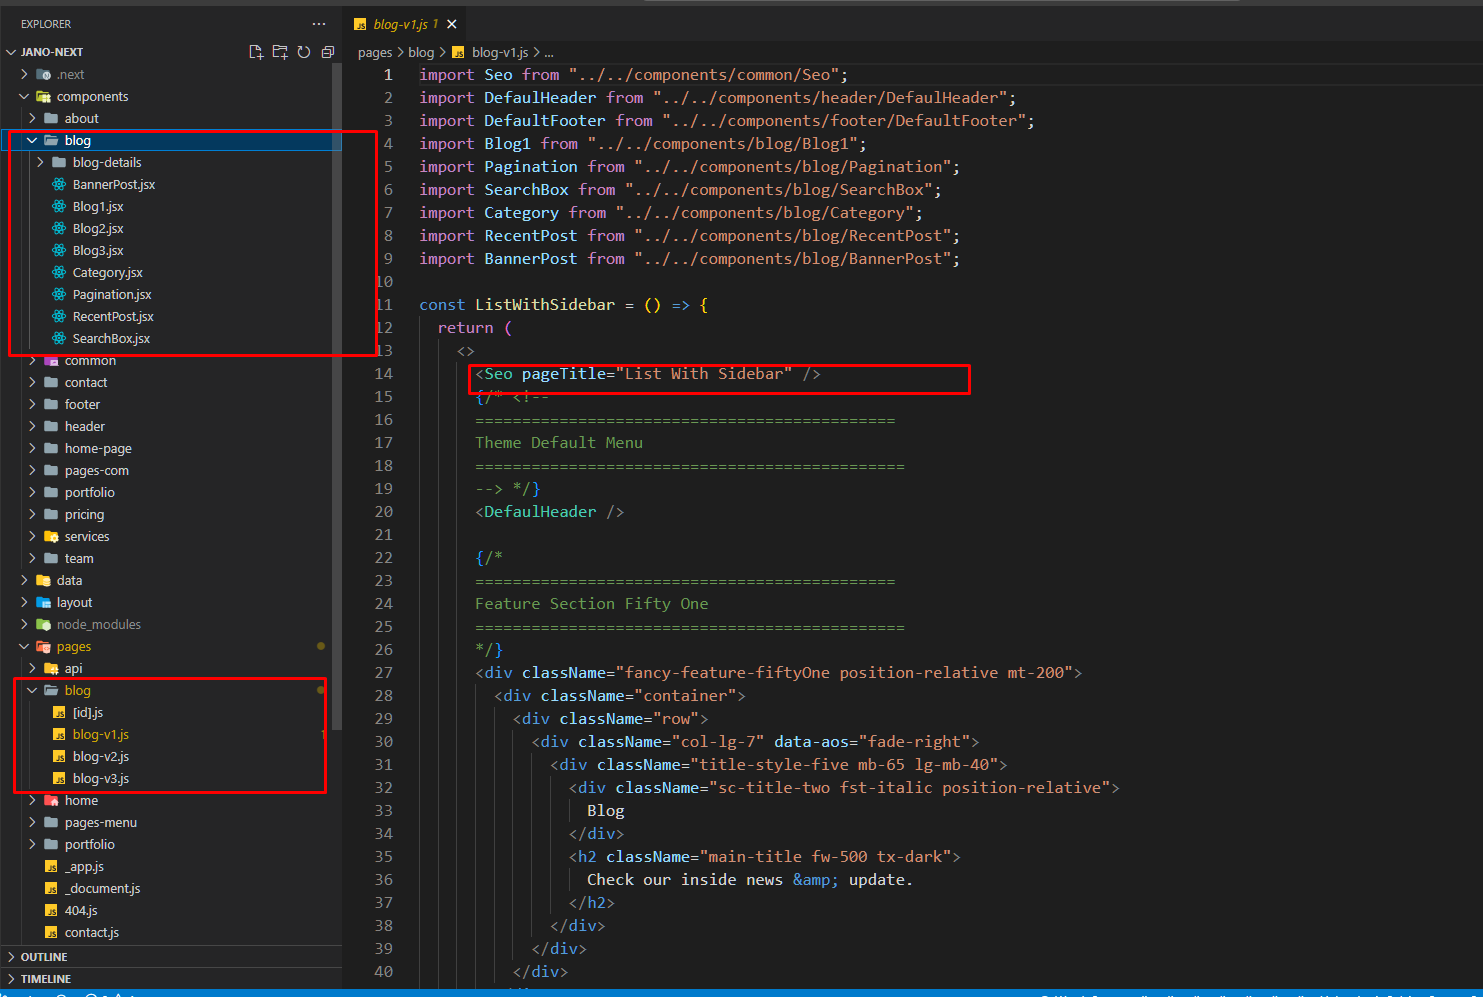 EXPLORER
JANO-NEXT
.next
components
about
blog
blog-details
BannerPost.jsx
Blog1.jsx
Blog2.jsx
Blog3.jsx
Category.jsx
Pagination.jsx
RecentPost.jsx
SearchBox.jsx
common
contact
footer
header
home-page
pages-com
portfolio
pricing
services
team
data
layout
node_modules
pages
api
blog
[id].js
blog-v1.js 1
blog-v2.js
blog-v3.js
home
pages-menu
portfolio
_app.js
_document.js
404.js
contact.js
OUTLINE
TIMELINE
blog-v1.js 1
pages > blog > blog-v1.js > ...
1 import Seo from "../../components/common/Seo";
2 import DefaulHeader from "../../components/header/DefaulHeader";
3 import DefaultFooter from "../../components/footer/DefaultFooter";
4 import Blog1 from "../../components/blog/Blog1";
5 import Pagination from "../../components/blog/Pagination";
6 import SearchBox from "../../components/blog/SearchBox";
7 import Category from "../../components/blog/Category";
8 import RecentPost from "../../components/blog/RecentPost";
9 import BannerPost from "../../components/blog/BannerPost";
10
11 const ListWithSidebar = () => {
12 return (
13 <>
14 <Seo pageTitle="List With Sidebar" />
15 {/* <!--
16 =============================================
17 Theme Default Menu
18 ==============================================
19 --> */}
20 <DefaulHeader />
21
22 {/*
23 =============================================
24 Feature Section Fifty One
25 ==============================================
26 */}
27 <div className="fancy-feature-fiftyOne position-relative mt-200">
28 <div className="container">
29 <div className="row">
30 <div className="col-lg-7" data-aos="fade-right">
31 <div className="title-style-five mb-65 lg-mb-40">
32 <div className="sc-title-two fst-italic position-relative">
33 Blog
34 </div>
35 <h2 className="main-title fw-500 tx-dark">
36 Check our inside news &amp; update.
37 </h2>
38 </div>
39 </div>
40 </div>